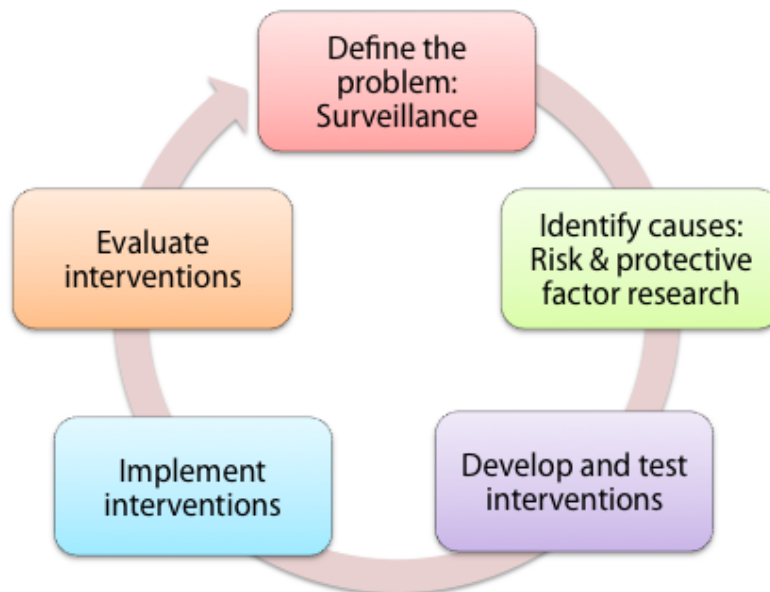 Define the
problem:
Surveillance
Identify causes:
Risk & protective
factor research
Develop and test
interventions
Implement
interventions
Evaluate
interventions